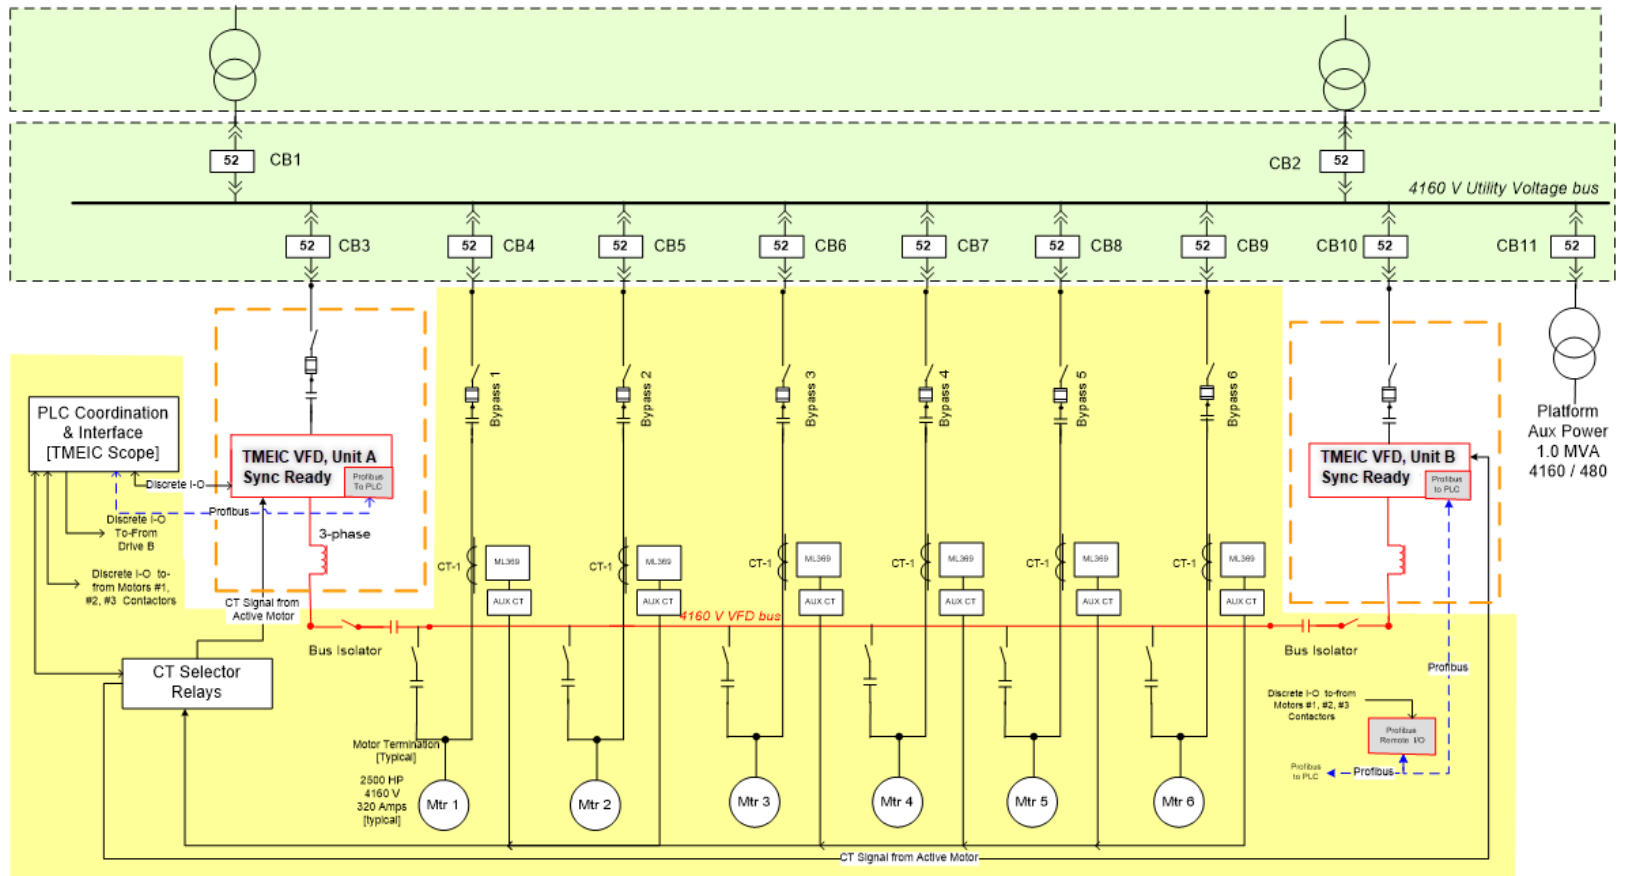 52
CB1
CB2
52
4160 V Utility Voltage bus
52
CB3
52
CB4
52
CB5
52
CB6
52
CB7
52
CB8
52
CB9
CB10
52
CB11
52
Bypass 1
Bypass 2
Bypass 3
Bypass 4
Bypass 5
Bypass 6
PLC Coordination
& Interface
[TMEIC Scope]
TMEIC VFD, Unit A
Sync Ready
Profibus
To PLC
TMEIC VFD, Unit B
Sync Ready
Profibus
to PLC
Platform
Aux Power
1.0 MVA
4160 / 480
Discrete I-O
Profibus
Discrete I-O
To-From
Drive B
3-phase
Discrete I-O to-
from Motors #1,
#2, #3 Contactors
CT Signal from
Active Motor
CT-1
ML369
AUX CT
CT-1
ML369
AUX CT
CT-1
ML369
AUX CT
CT-1
ML369
AUX CT
CT-1
ML369
AUX CT
CT-1
ML369
AUX CT
4160 V VFD bus
Bus Isolator
Bus Isolator
CT Selector
Relays
Profibus
Discrete I-O to-from
Motors #1, #2, #3
Contactors
Profibus
Remote I/O
Profibus
to PLC
Profibus
Motor Termination
[Typical]
2500 HP
4160 V
320 Amps
[typical]
Mtr 1
Mtr 2
Mtr 3
Mtr 4
Mtr 5
Mtr 6
CT Signal from Active Motor